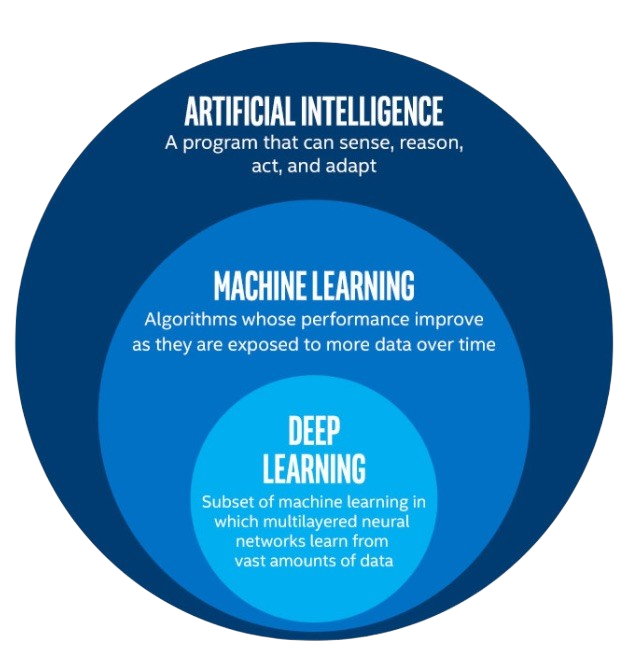 ARTIFICIAL INTELLIGENCE
A program that can sense, reason,
act, and adapt
MACHINE LEARNING
Algorithms whose performance improve
as they are exposed to more data over time
DEEP
LEARNING
Subset of machine learning in
which multilayered neural
networks learn from
vast amounts of data